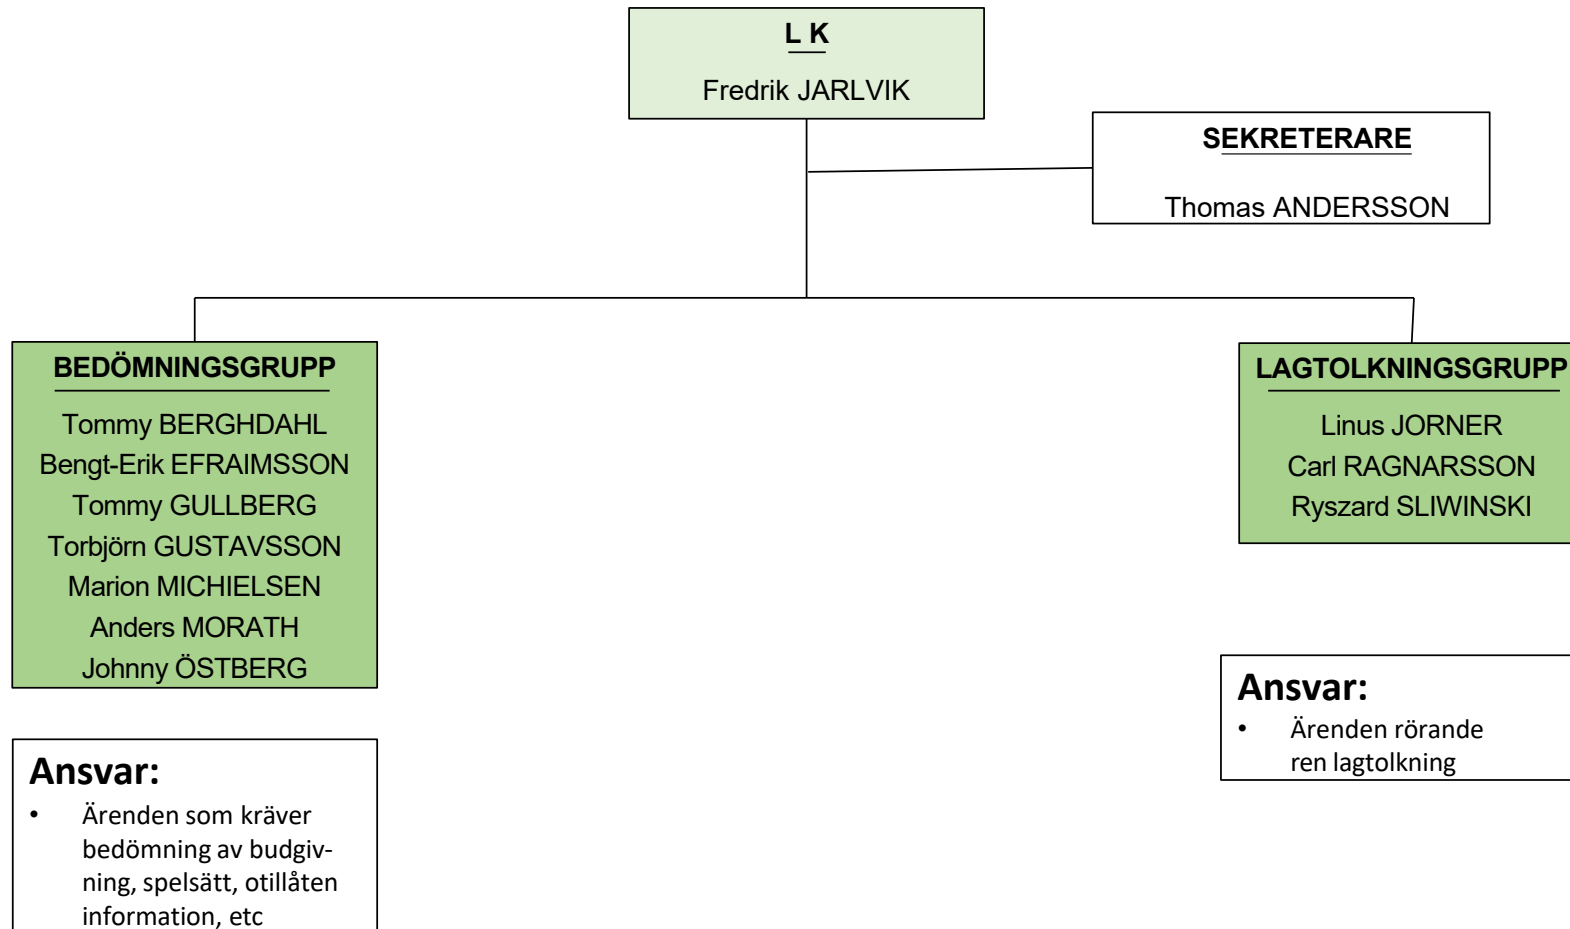 L K
Fredrik JARLVIK
SEKRETERARE
Thomas ANDERSSON
BEDÖMNINGSGRUPP
Tommy BERGHDAHL
Bengt-Erik EFRAIMSSON
Tommy GULLBERG
Torbjörn GUSTAVSSON
Marion MICHIELSEN
Anders MORATH
Johnny ÖSTBERG
LAGTOLKNINGSGRUPP
Linus JORNER
Carl RAGNARSSON
Ryszard SLIWINSKI
Ansvar:
• Ärenden som kräver
bedömning av budgiv-
ning, spelsätt, otillåten
information, etc
Ansvar:
• Ärenden rörande
ren lagtolkning